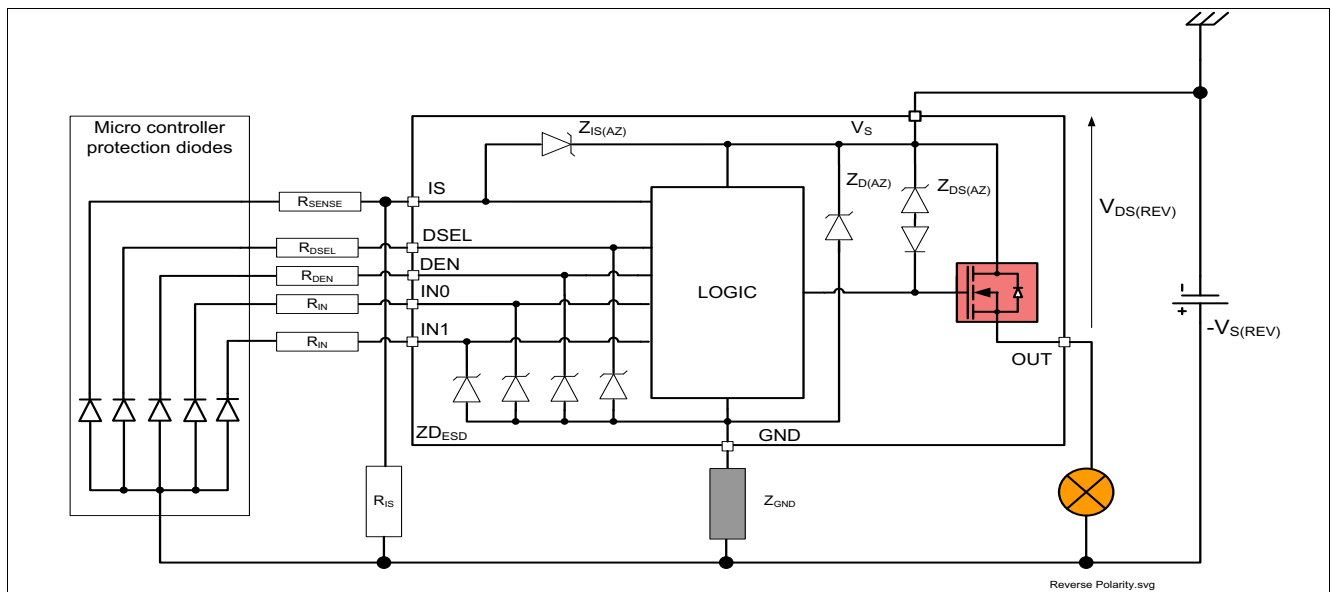 Micro controller
protection diodes
ZIS(AZ)
VS
IS
RSENSE
ZD(AZ)
ZDS(AZ)
VDS(REV)
DSEL
RDSEL
DEN
RDEN
LOGIC
IN0
RIN
IN1
RIN
-
+
-VS(REV)
OUT
ZDESD
GND
RIS
ZGND
Reverse Polarity.svg